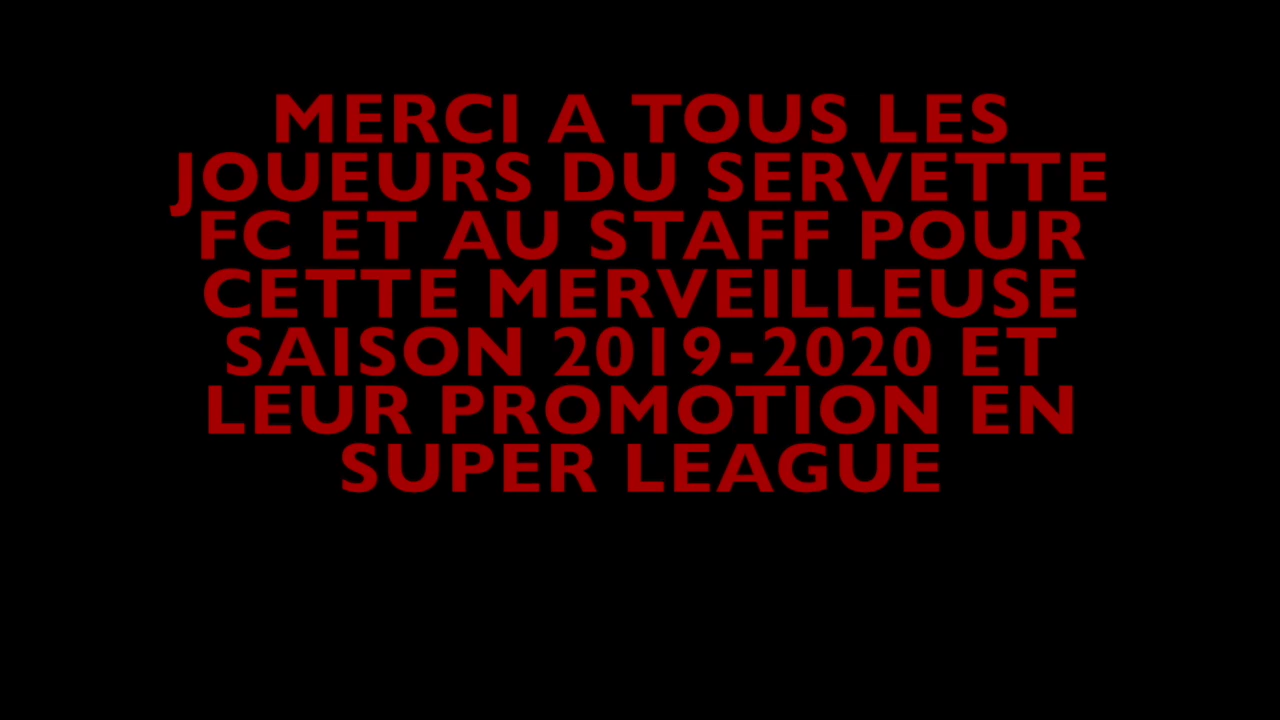 MERCI A TOUS LES
JOUEURS DU SERVETTE
FC ET AU STAFF POUR
CETTE MERVEILLEUSE
SAISON 2019-2020 ET
LEUR PROMOTION EN
SUPER LEAGUE